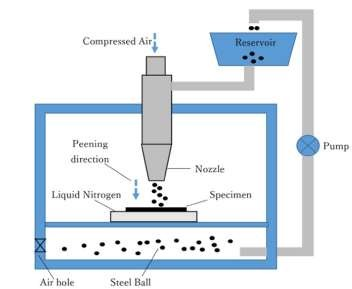 Compressed Air
Reservoir
Peening
direction
Pump
Nozzle
Liquid Nitrogen
Specimen
Air hole
Steel Ball